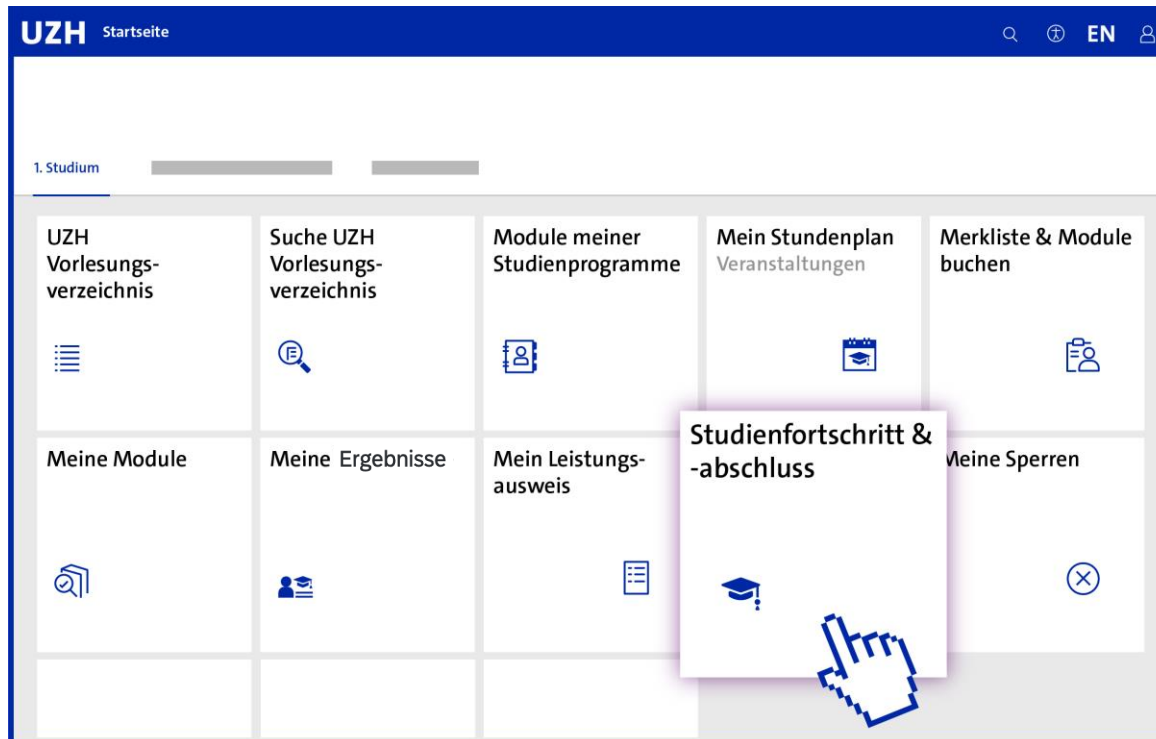 UZH Startseite EN
1. Studium
UZH
Vorlesungs-
verzeichnis
Suche UZH
Vorlesungs-
verzeichnis
Module meiner
Studienprogramme
Mein Stundenplan
Veranstaltungen
Merkliste & Module
buchen
Meine Module
Meine Ergebnisse
Mein Leistungs-
ausweis
Studienfortschritt &
-abschluss
Meine Sperren